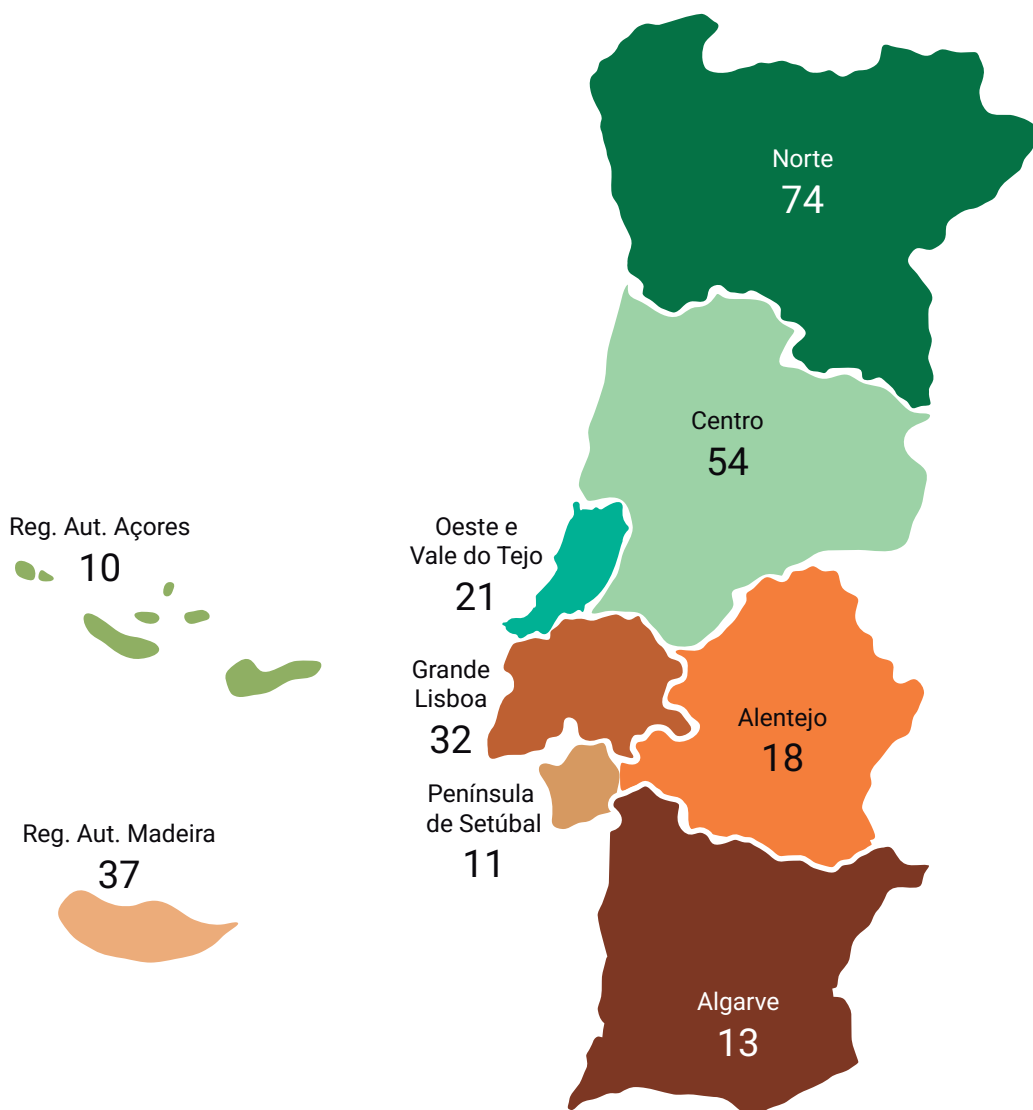 Norte
74
Centro
54
Oeste e
Vale do Tejo
21
Reg. Aut. Açores
10
Grande
Lisboa
32
Alentejo
18
Península
de Setúbal
11
Reg. Aut. Madeira
37
Algarve
13